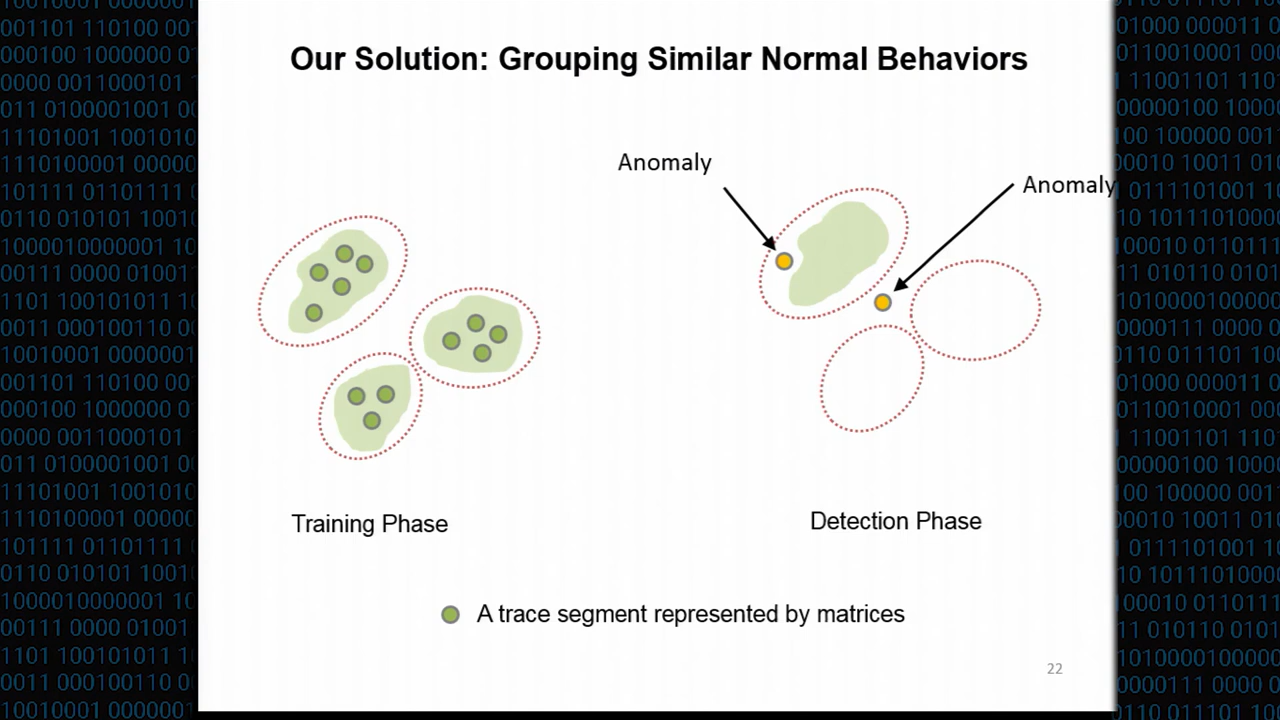 Our Solution: Grouping Similar Normal Behaviors
Anomaly
Anomaly
Training Phase
Detection Phase
A trace segment represented by matrices
22